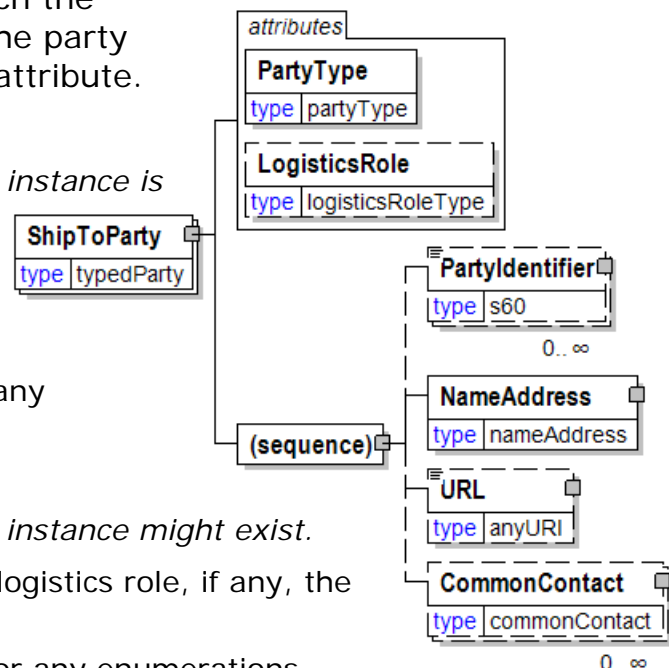 ch the
ne party
attribute.
instance is
any
instance might exist.
logistics role, if any, the
or any enumerations
attributes
PartyType
type partyType
LogisticsRole
type logisticsRoleType
ShipToParty
type typedParty
(sequence)
PartyIdentifier
type s60
0.. ∞
NameAddress
type nameAddress
URL
type anyURI
CommonContact
type commonContact
0.. ∞